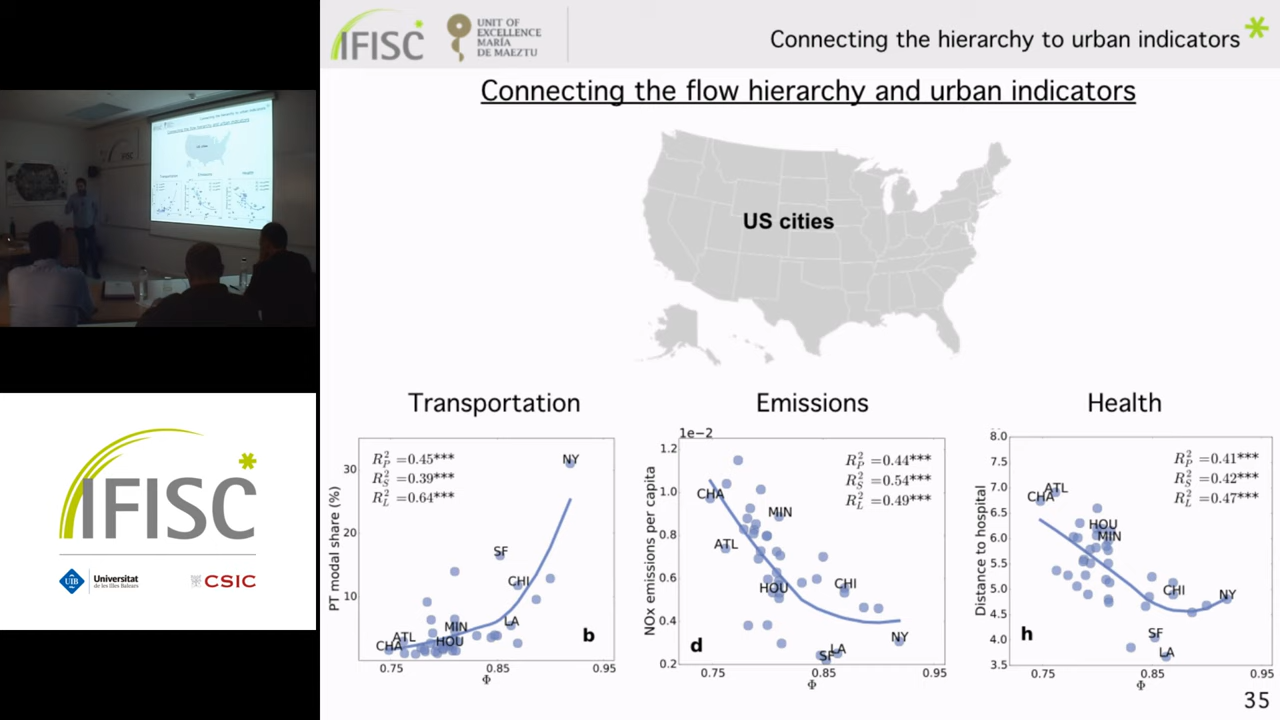 IFISC
UNIT OF
EXCELLENCE
MARÍA
DE MAEZTU
Connecting the hierarchy to urban indicators
Connecting the flow hierarchy and urban indicators
US cities
Transportation
Emissions
Health
PT modal share (%)
30
20
10
R²P =0.45***
R²S =0.39***
R²L =0.64***
NY
SF
CHI
LA
MIN
ATL
HOU
CHA
b
0.75
0.85
0.95
Φ
NOx emissions per capita
1e-2
1.2
1.0
0.8
0.6
0.4
0.2
R²P =0.44***
R²S =0.54***
R²L =0.49***
CHA
MIN
ATL
HOU
CHI
NY
LA
SF
d
0.75
0.85
0.95
Φ
Distance to hospital
8.0
7.0
6.5
6.0
5.0
4.0
3.5
R²P =0.41***
R²S =0.42***
R²L =0.47***
ATL
CHA
HOU
MIN
CHI
NY
SF
LA
h
0.75
0.85
0.95
Φ
35
IFISC
UIB
Universitat
de les Illes Balears
CSIC